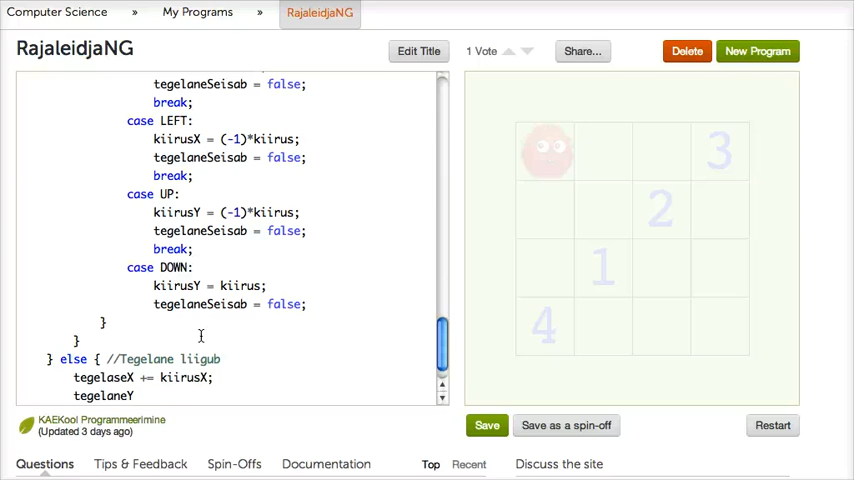 Computer Science » My Programs » RajaleidjaNG
RajaleidjaNG
Edit Title
1 Vote
Share...
Delete
New Program
tegelaneSeisab = false;
break;
case LEFT:
kiirusX = (-1)*kiirus;
tegelaneSeisab = false;
break;
case UP:
kiirusY = (-1)*kiirus;
tegelaneSeisab = false;
break;
case DOWN:
kiirusY = kiirus;
tegelaneSeisab = false;
}
}
} else { //Tegelane liigub
tegelaseX += kiirusX;
tegelaneY
3
2
1
4
KAEKool Programmeerimine
(Updated 3 days ago)
Save
Save as a spin-off
Restart
Questions Tips & Feedback Spin-Offs Documentation Top Recent Discuss the site